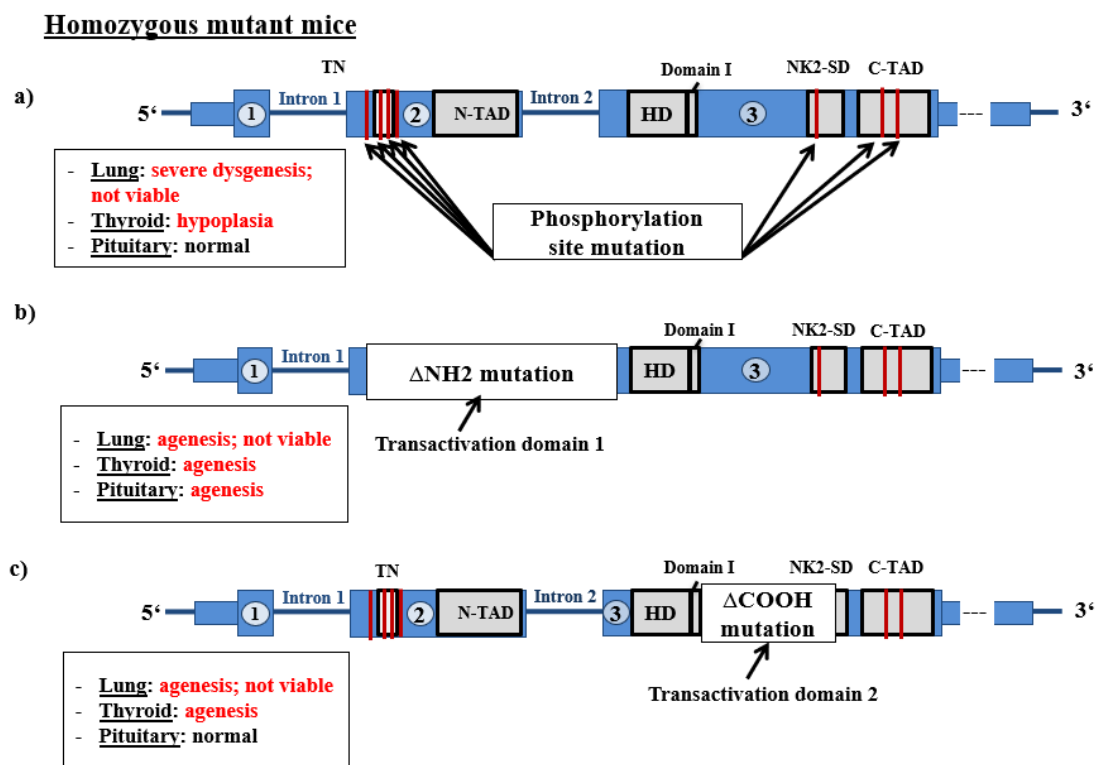 Homozygous mutant mice
a)
TN
Domain I
NK2-SD
C-TAD
5‘
1
Intron 1
2
N-TAD
Intron 2
HD
3
3‘
- Lung: severe dysgenesis;
not viable
- Thyroid: hypoplasia
- Pituitary: normal
Phosphorylation
site mutation
b)
Domain I
NK2-SD
C-TAD
5‘
1
Intron 1
ΔNH2 mutation
HD
3
3‘
- Lung: agenesis; not viable
- Thyroid: agenesis
- Pituitary: agenesis
Transactivation domain 1
c)
TN
Domain I
NK2-SD
C-TAD
5‘
1
Intron 1
2
N-TAD
Intron 2
3
HD
ΔCOOH
mutation
3‘
- Lung: agenesis; not viable
- Thyroid: agenesis
- Pituitary: normal
Transactivation domain 2